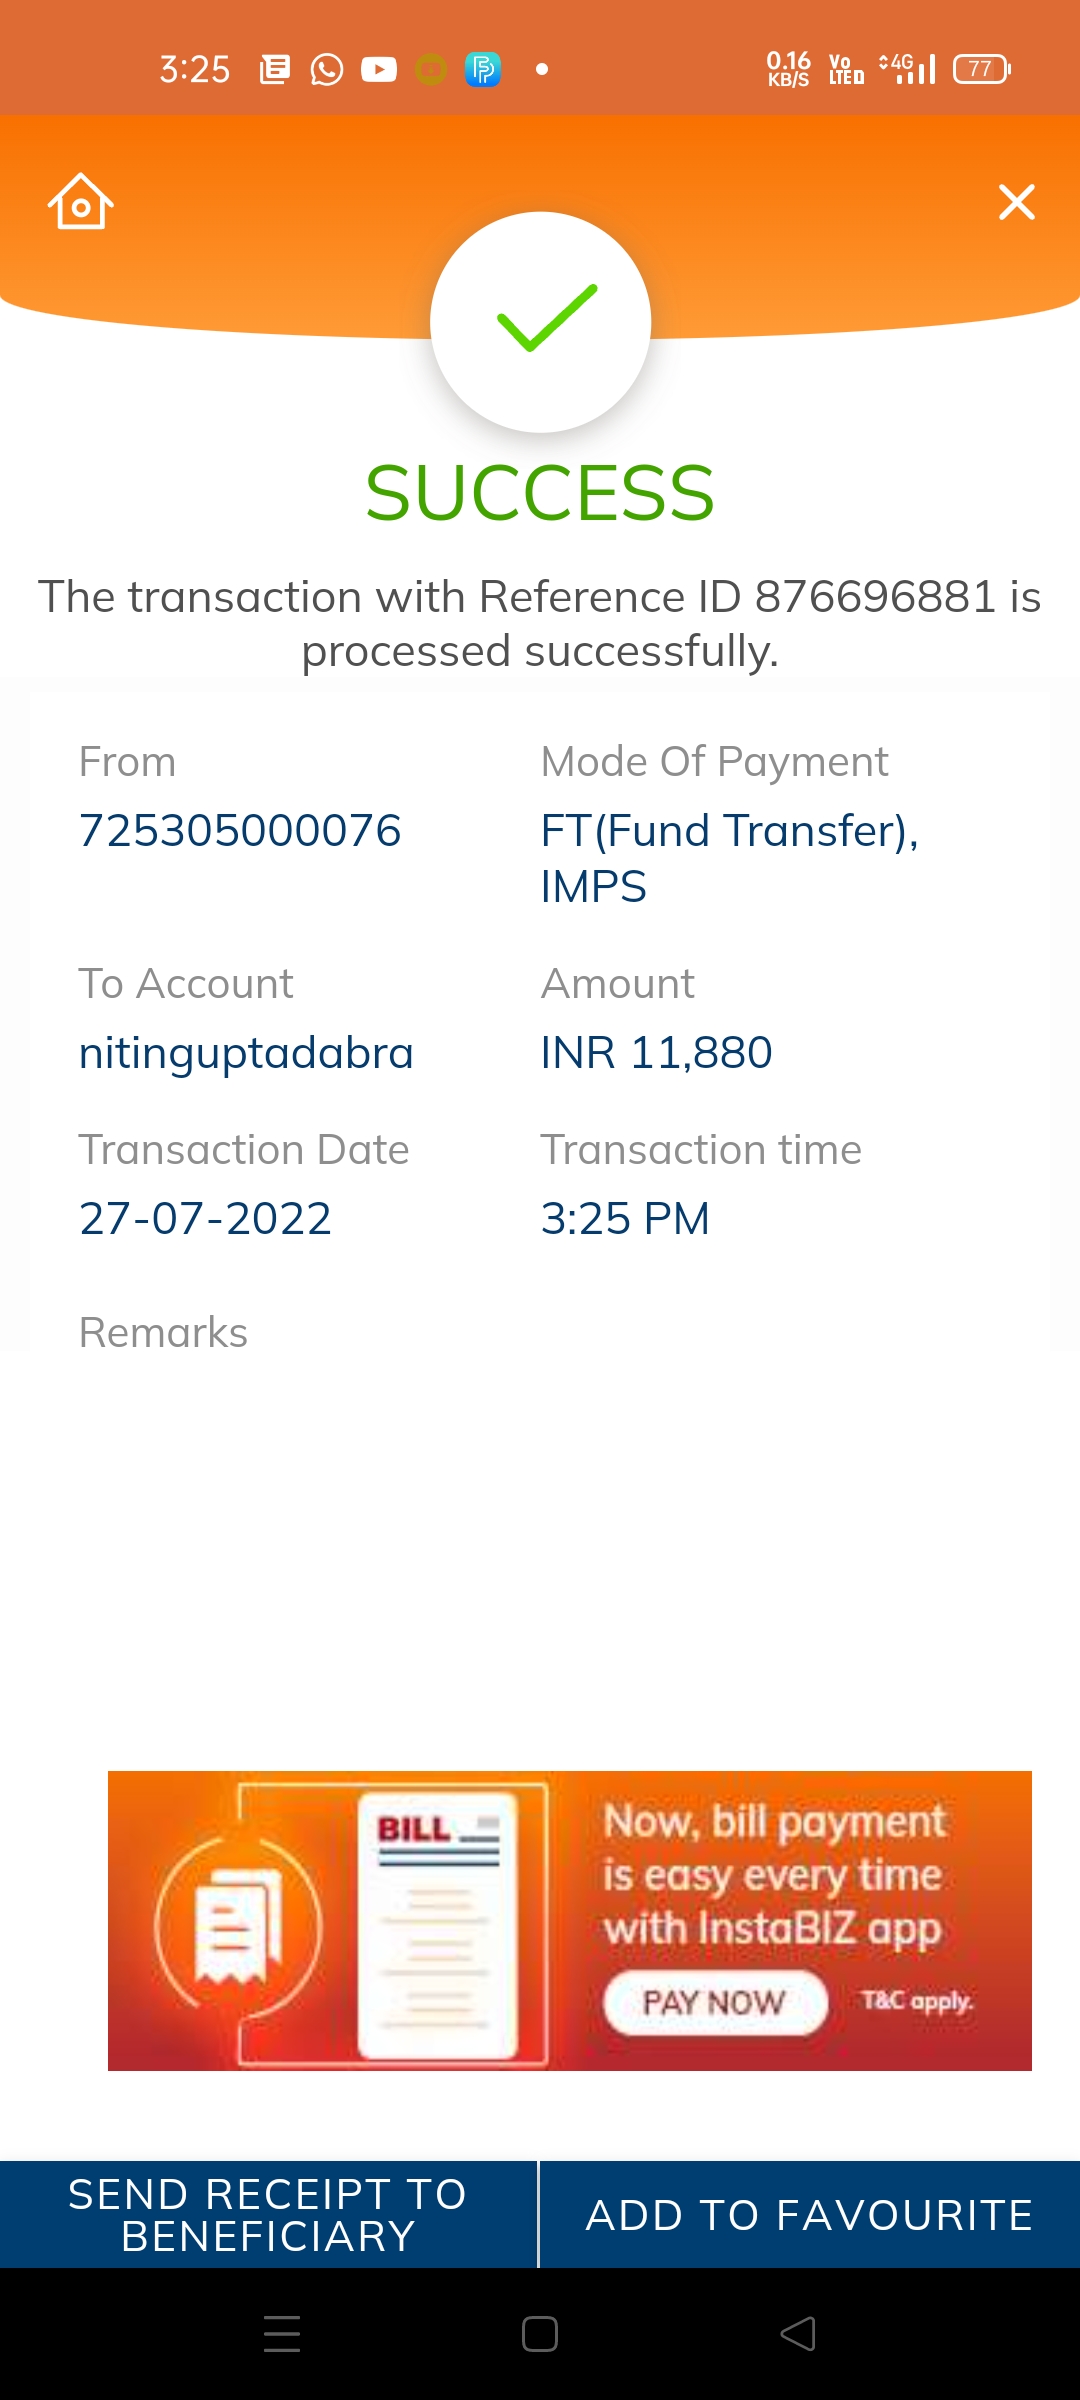 3:25
0.16
KB/S
Vo
LTE
4G
77
SUCCESS
The transaction with Reference ID 876696881 is
processed successfully.
From
Mode Of Payment
725305000076
FT(Fund Transfer),
IMPS
To Account
Amount
nitinguptadabra
INR 11,880
Transaction Date
Transaction time
27-07-2022
3:25 PM
Remarks
BILL
Now, bill payment
is easy every time
with InstaBIZ app
PAY NOW
T&C apply.
SEND RECEIPT TO
BENEFICIARY
ADD TO FAVOURITE